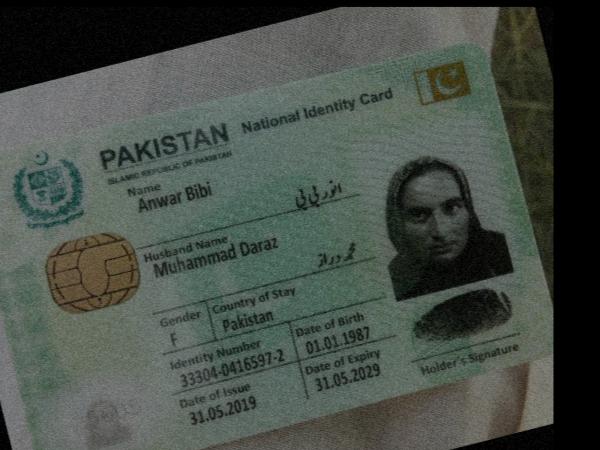 PAKISTAN National Identity Card
ISLAMIC REPUBLIC OF PAKISTAN
Name
Anwar Bibi
انور بی بی
Husband Name
Muhammad Daraz
محمد دراز
Gender Country of Stay
F Pakistan
Identity Number Date of Birth
33304-0416597-2 01.01.1987
Date of Issue Date of Expiry
31.05.2019 31.05.2029
Holder's Signature